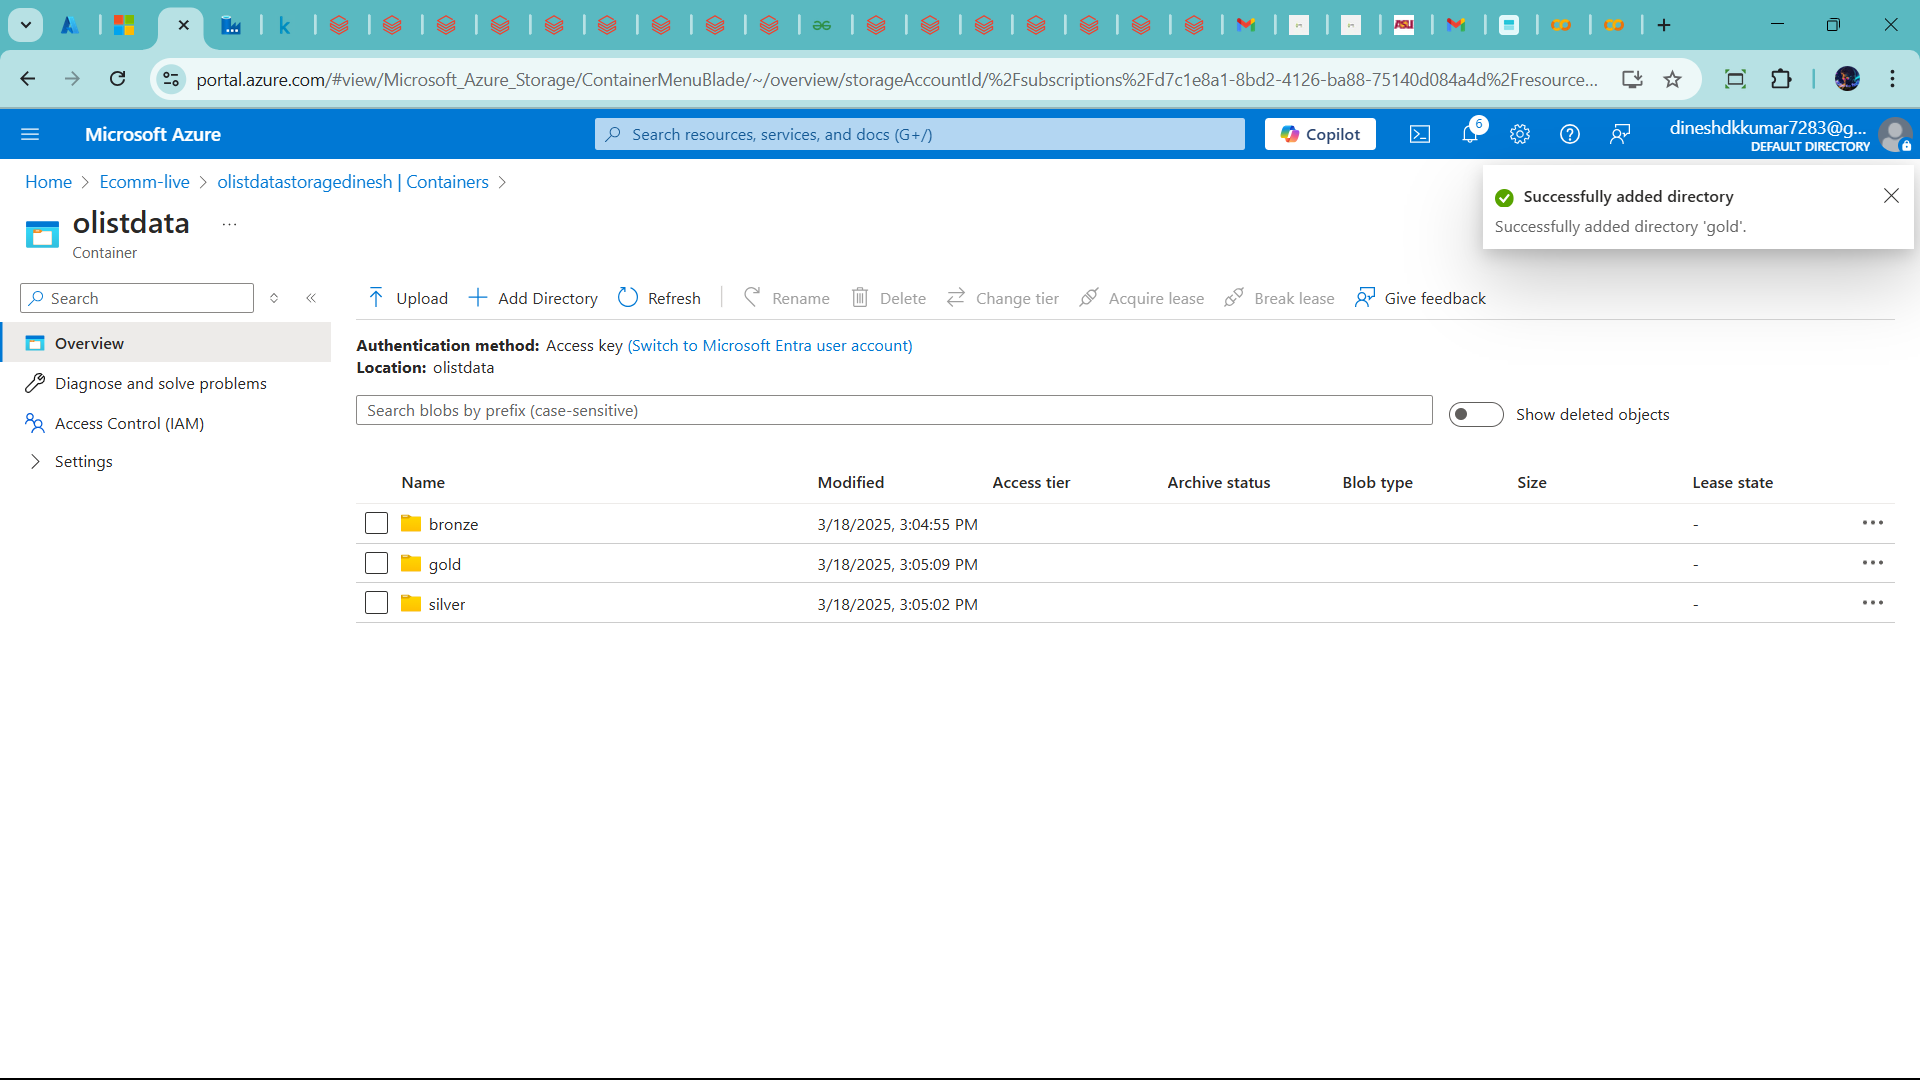 portal.azure.com/#view/Microsoft_Azure_Storage/ContainerMenuBlade/~/overview/storageAccountId/%2Fsubscriptions%2Fd7c1e8a1-8bd2-4126-ba88-75140d084a4d%2Fresource...
Microsoft Azure
Search resources, services, and docs (G+/)
Copilot
6
dineshdkkumar7283@g...
DEFAULT DIRECTORY
Home > Ecomm-live > olistdatastoragedinesh | Containers >
Successfully added directory
Successfully added directory 'gold'.
olistdata ...
Container
Search
Upload Add Directory Refresh Rename Delete Change tier Acquire lease Break lease Give feedback
Overview
Diagnose and solve problems
Access Control (IAM)
Settings
Authentication method: Access key (Switch to Microsoft Entra user account)
Location: olistdata
Search blobs by prefix (case-sensitive)
Show deleted objects
Name Modified Access tier Archive status Blob type Size Lease state
bronze 3/18/2025, 3:04:55 PM -
gold 3/18/2025, 3:05:09 PM -
silver 3/18/2025, 3:05:02 PM -